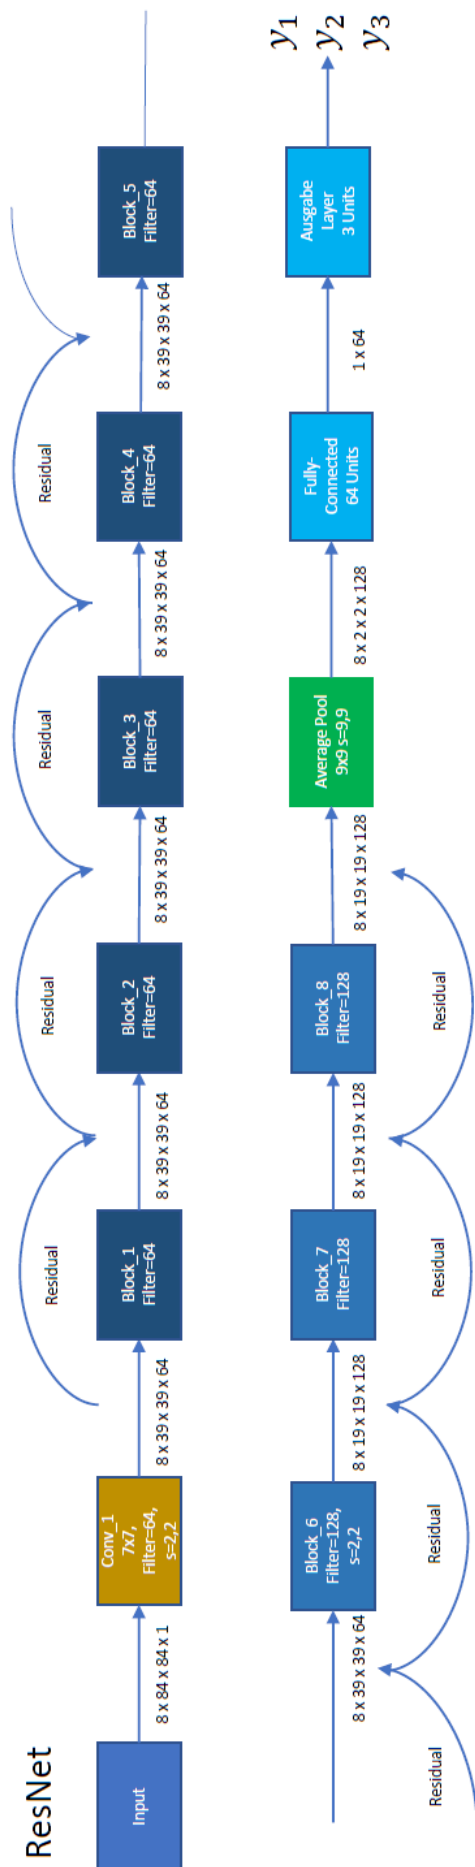 ResNet
Residual
Residual
Residual
Residual
Input
8 x 84 x 84 x 1
Conv_1
7x7,
Filter=64,
s=2,2
8 x 39 x 39 x 64
Block_1
Filter=64
8 x 39 x 39 x 64
Block_2
Filter=64
8 x 39 x 39 x 64
Block_3
Filter=64
8 x 39 x 39 x 64
Block_4
Filter=64
8 x 39 x 39 x 64
Block_5
Filter=64
8 x 39 x 39 x 64
Block_6
Filter=128,
s=2,2
8 x 19 x 19 x 128
Block_7
Filter=128
8 x 19 x 19 x 128
Block_8
Filter=128
8 x 19 x 19 x 128
Average Pool
9x9 s=9,9
8 x 2 x 2 x 128
Fully-
Connected
64 Units
1 x 64
Ausgabe
Layer
3 Units
y1
y2
y3
Residual
Residual
Residual
Residual